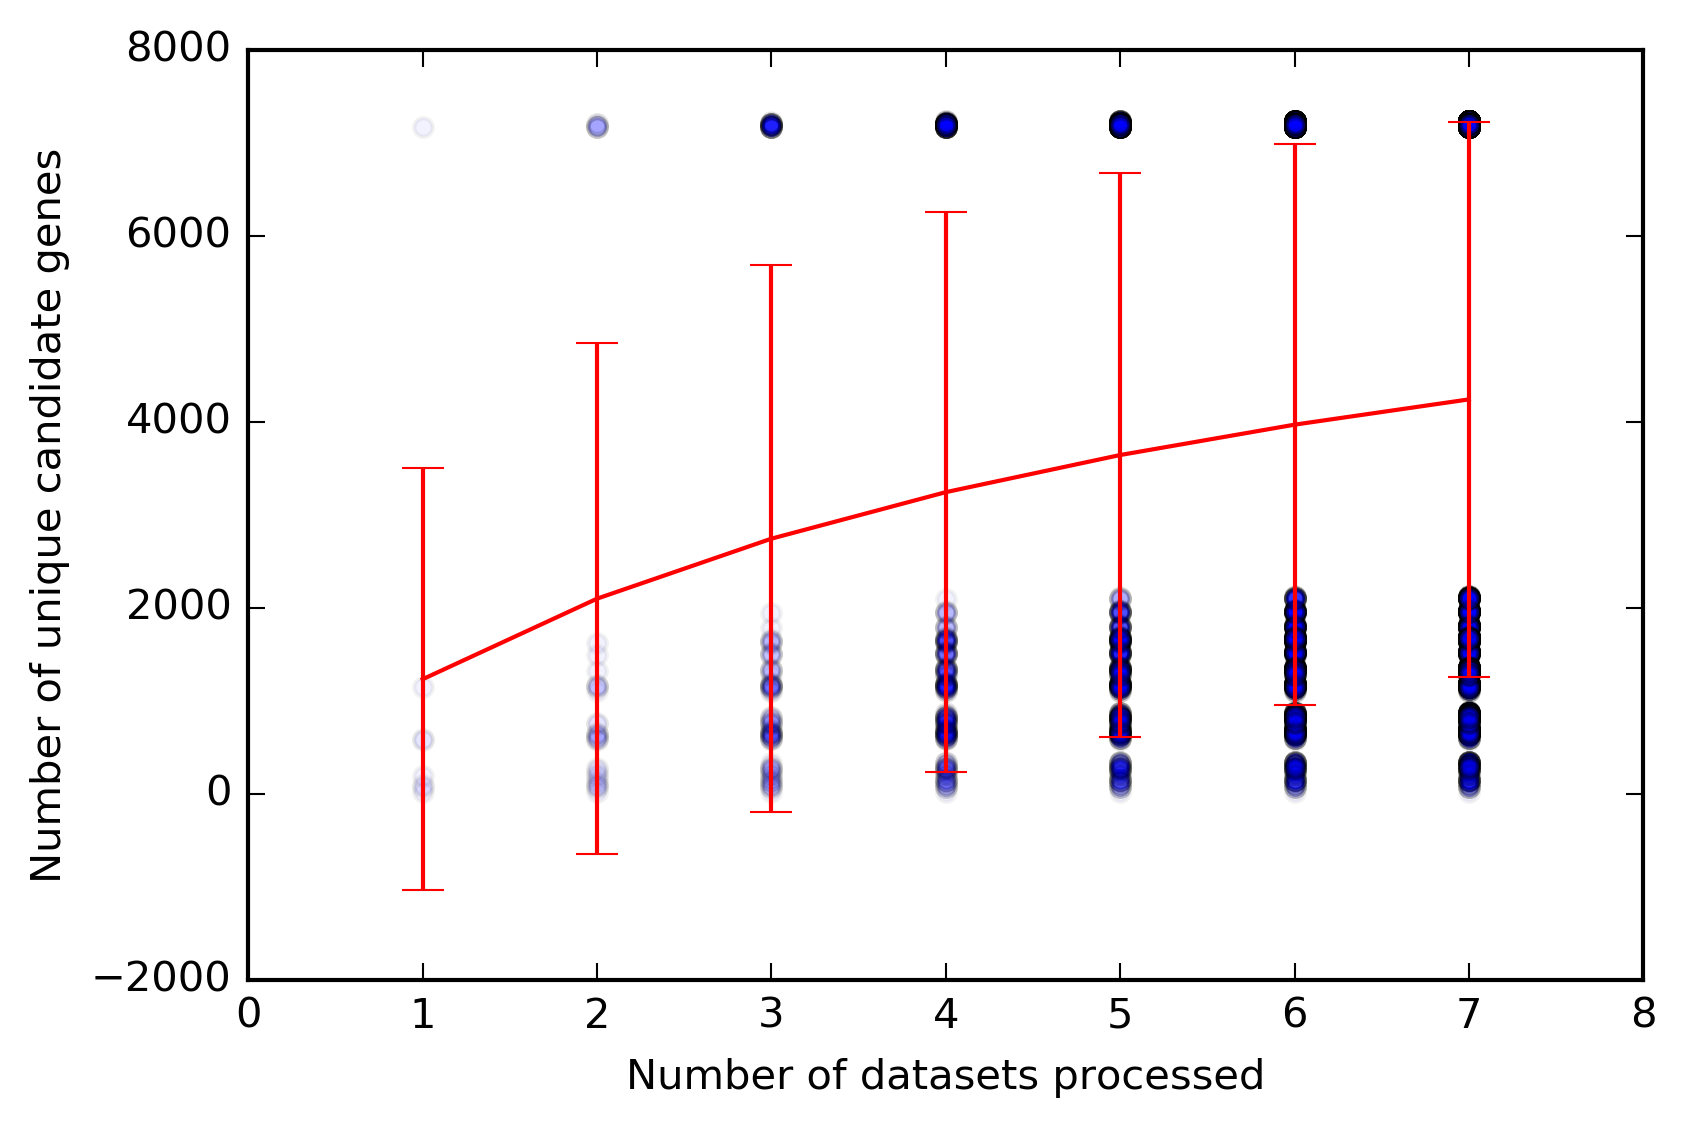 8000
6000
4000
2000
0
−2000
0 1 2 3 4 5 6 7 8
Number of datasets processed
Number of unique candidate genes